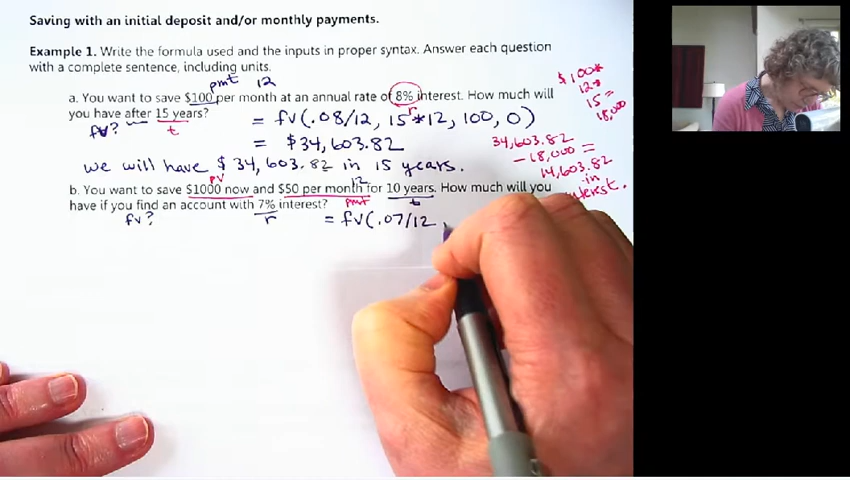 Saving with an initial deposit and/or monthly payments.
Example 1. Write the formula used and the inputs in proper syntax. Answer each question
with a complete sentence, including units.
pmt 12
a. You want to save $100 per month at an annual rate of 8% interest. How much will
r
you have after 15 years?
fv? t
= fv(.08/12, 15*12, 100, 0)
= $34,603.82
we will have $34,603.82 in 15 years.
$100*
12*
15=
18,000
34,603.82
-18,000 =
14,603.82
in
interest.
pv 12
b. You want to save $1000 now and $50 per month for 10 years. How much will you
pmt t
have if you find an account with 7% interest?
fv? r = fv(.07/12